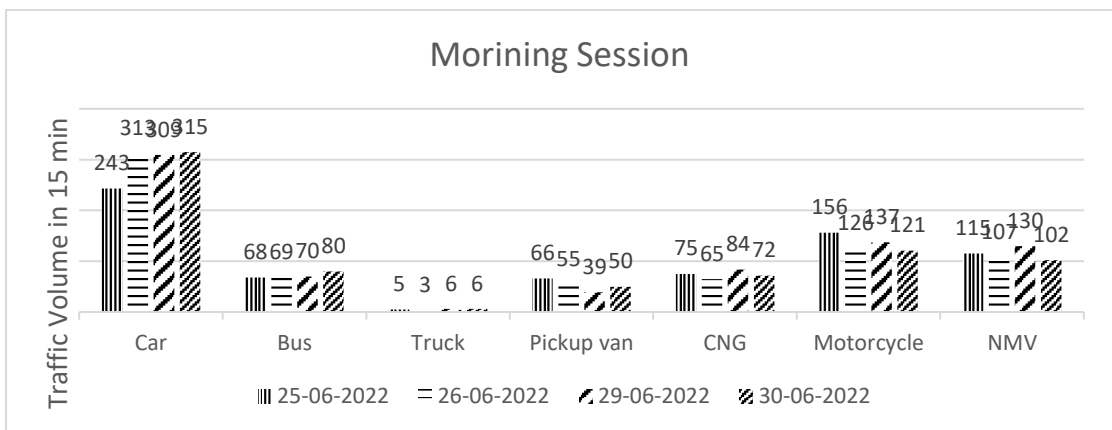 Morining Session
Traffic Volume in 15 min
243 313 309 315
68 69 70 80
5 3 6 6
66 55 39 50
75 65 84 72
156 126 137 121
115 107 130 102
Car Bus Truck Pickup van CNG Motorcycle NMV
25-06-2022 26-06-2022 29-06-2022 30-06-2022